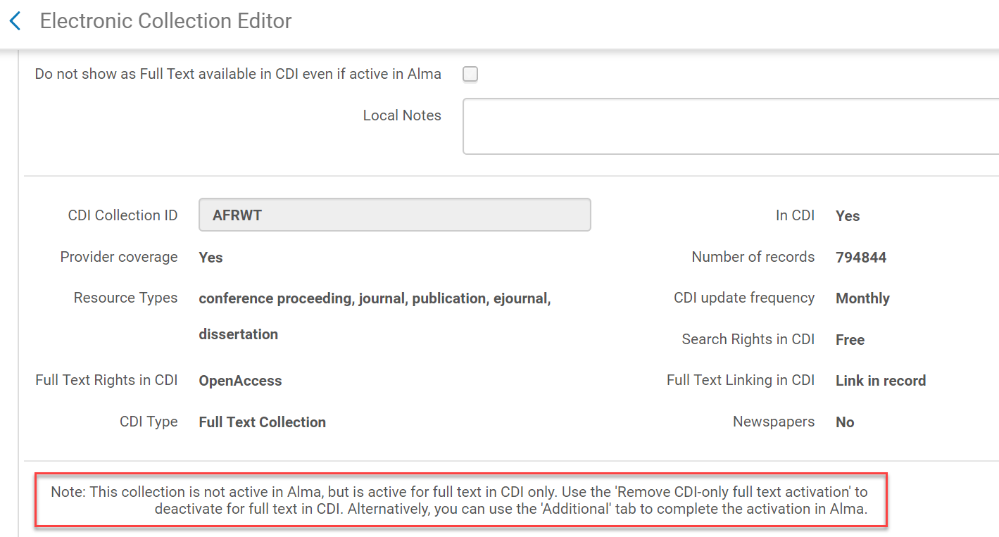 Electronic Collection Editor
Do not show as Full Text available in CDI even if active in Alma
Local Notes
CDI Collection ID AFRWT In CDI Yes
Provider coverage Yes Number of records 794844
Resource Types conference proceeding, journal, publication, ejournal, CDI update frequency Monthly
dissertation Search Rights in CDI Free
Full Text Rights in CDI OpenAccess Full Text Linking in CDI Link in record
CDI Type Full Text Collection Newspapers No
Note: This collection is not active in Alma, but is active for full text in CDI only. Use the 'Remove CDI-only full text activation' to
deactivate for full text in CDI. Alternatively, you can use the 'Additional' tab to complete the activation in Alma.